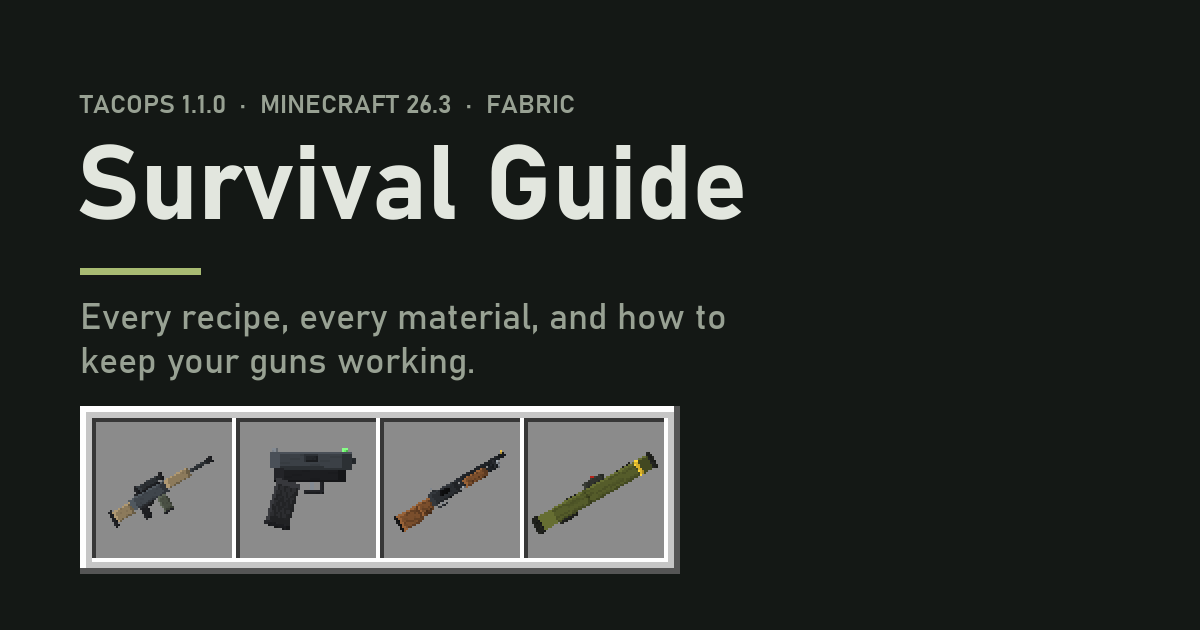 TACOPS 1.1.0 · MINECRAFT 26.3 · FABRIC
Survival Guide
Every recipe, every material, and how to
keep your guns working.